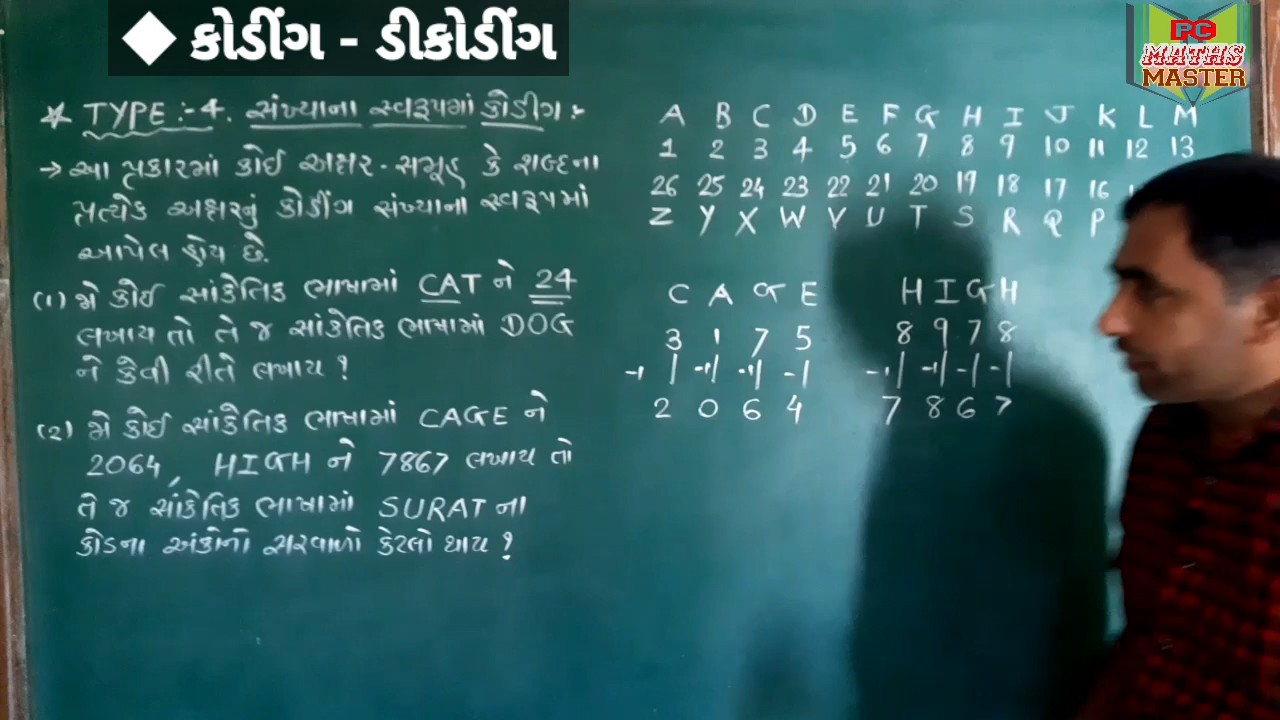 ◆ કોડીંગ - ડીકોડીંગ
PC
MATHS
MASTER
★ TYPE :- 4. સંખ્યાના સ્વરૂપમાં કોડીંગ :-
→ આ પ્રકારમાં કોઈ અક્ષર - સમૂહ કે શબ્દના
પ્રત્યેક અક્ષરનું કોડીંગ સંખ્યાના સ્વરૂપમાં
આપેલ હોય છે.
(1) જો કોઈ સાંકેતિક ભાષામાં CAT ને 24
લખાય તો તે જ સાંકેતિક ભાષામાં DOG
ને કેવી રીતે લખાય ?
(2) જો કોઈ સાંકેતિક ભાષામાં CAGE ને
2064, HIGH ને 7867 લખાય તો
તે જ સાંકેતિક ભાષામાં SURAT ના
કોડના અંકોનો સરવાળો કેટલો થાય ?
A B C D E F G H I J K L M
1 2 3 4 5 6 7 8 9 10 11 12 13
26 25 24 23 22 21 20 19 18 17 16
Z Y X W V U T S R Q P
C A G E
3 1 7 5
-1 -1 -1 -1
2 0 6 4
H I G H
8 9 7 8
-1 -1 -1 -1
7 8 6 7